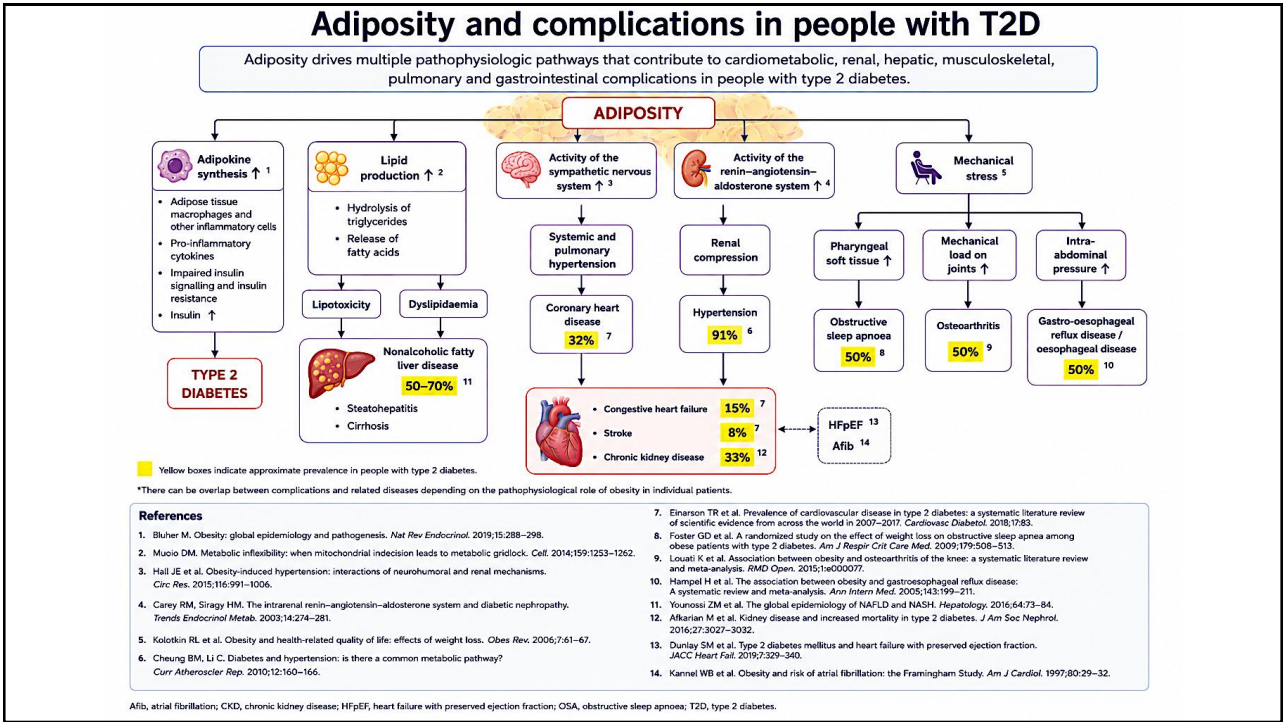 Adiposity and complications in people with T2D
Adiposity drives multiple pathophysiologic pathways that contribute to cardiometabolic, renal, hepatic, musculoskeletal,
pulmonary and gastrointestinal complications in people with type 2 diabetes.
ADIPOSITY
Adipokine
synthesis ↑ 1
• Adipose tissue
macrophages and
other inflammatory cells
• Pro-inflammatory
cytokines
• Impaired insulin
signalling and insulin
resistance
• Insulin ↑
TYPE 2
DIABETES
Lipid
production ↑ 2
• Hydrolysis of
triglycerides
• Release of
fatty acids
Lipotoxicity
Dyslipidaemia
Nonalcoholic fatty
liver disease
50–70% 11
• Steatohepatitis
• Cirrhosis
Activity of the
sympathetic nervous
system ↑ 3
Systemic and
pulmonary
hypertension
Coronary heart
disease
32% 7
Activity of the
renin–angiotensin–
aldosterone system ↑ 4
Renal
compression
Hypertension
91% 6
• Congestive heart failure 15% 7
• Stroke 8% 7
• Chronic kidney disease 33% 12
HFpEF 13
Afib 14
Mechanical
stress 5
Pharyngeal
soft tissue ↑
Obstructive
sleep apnoea
50% 8
Mechanical
load on
joints ↑
Osteoarthritis
50% 9
Intra-
abdominal
pressure ↑
Gastro-oesophageal
reflux disease /
oesophageal disease
50% 10
Yellow boxes indicate approximate prevalence in people with type 2 diabetes.
*There can be overlap between complications and related diseases depending on the pathophysiological role of obesity in individual patients.
References
1. Bluher M. Obesity: global epidemiology and pathogenesis. Nat Rev Endocrinol. 2019;15:288–298.
2. Muoio DM. Metabolic inflexibility: when mitochondrial indecision leads to metabolic gridlock. Cell. 2014;159:1253–1262.
3. Hall JE et al. Obesity-induced hypertension: interactions of neurohumoral and renal mechanisms.
Circ Res. 2015;116:991–1006.
4. Carey RM, Siragy HM. The intrarenal renin–angiotensin–aldosterone system and diabetic nephropathy.
Trends Endocrinol Metab. 2003;14:274–281.
5. Kolotkin RL et al. Obesity and health-related quality of life: effects of weight loss. Obes Rev. 2006;7:61–67.
6. Cheung BM, Li C. Diabetes and hypertension: is there a common metabolic pathway?
Curr Atheroscler Rep. 2010;12:160–166.
7. Einarson TR et al. Prevalence of cardiovascular disease in type 2 diabetes: a systematic literature review
of scientific evidence from across the world in 2007–2017. Cardiovasc Diabetol. 2018;17:83.
8. Foster GD et al. A randomized study on the effect of weight loss on obstructive sleep apnea among
obese patients with type 2 diabetes. Am J Respir Crit Care Med. 2009;179:508–513.
9. Louati K et al. Association between obesity and osteoarthritis of the knee: a systematic literature review
and meta-analysis. RMD Open. 2015;1:e000077.
10. Hampel H et al. The association between obesity and gastroesophageal reflux disease:
A systematic review and meta-analysis. Ann Intern Med. 2005;143:199–211.
11. Younossi ZM et al. The global epidemiology of NAFLD and NASH. Hepatology. 2016;64:73–84.
12. Afkarian M et al. Kidney disease and increased mortality in type 2 diabetes. J Am Soc Nephrol.
2016;27:3027–3032.
13. Dunlay SM et al. Type 2 diabetes mellitus and heart failure with preserved ejection fraction.
JACC Heart Fail. 2019;7:329–340.
14. Kannel WB et al. Obesity and risk of atrial fibrillation: the Framingham Study. Am J Cardiol. 1997;80:29–32.
Afib, atrial fibrillation; CKD, chronic kidney disease; HFpEF, heart failure with preserved ejection fraction; OSA, obstructive sleep apnoea; T2D, type 2 diabetes.